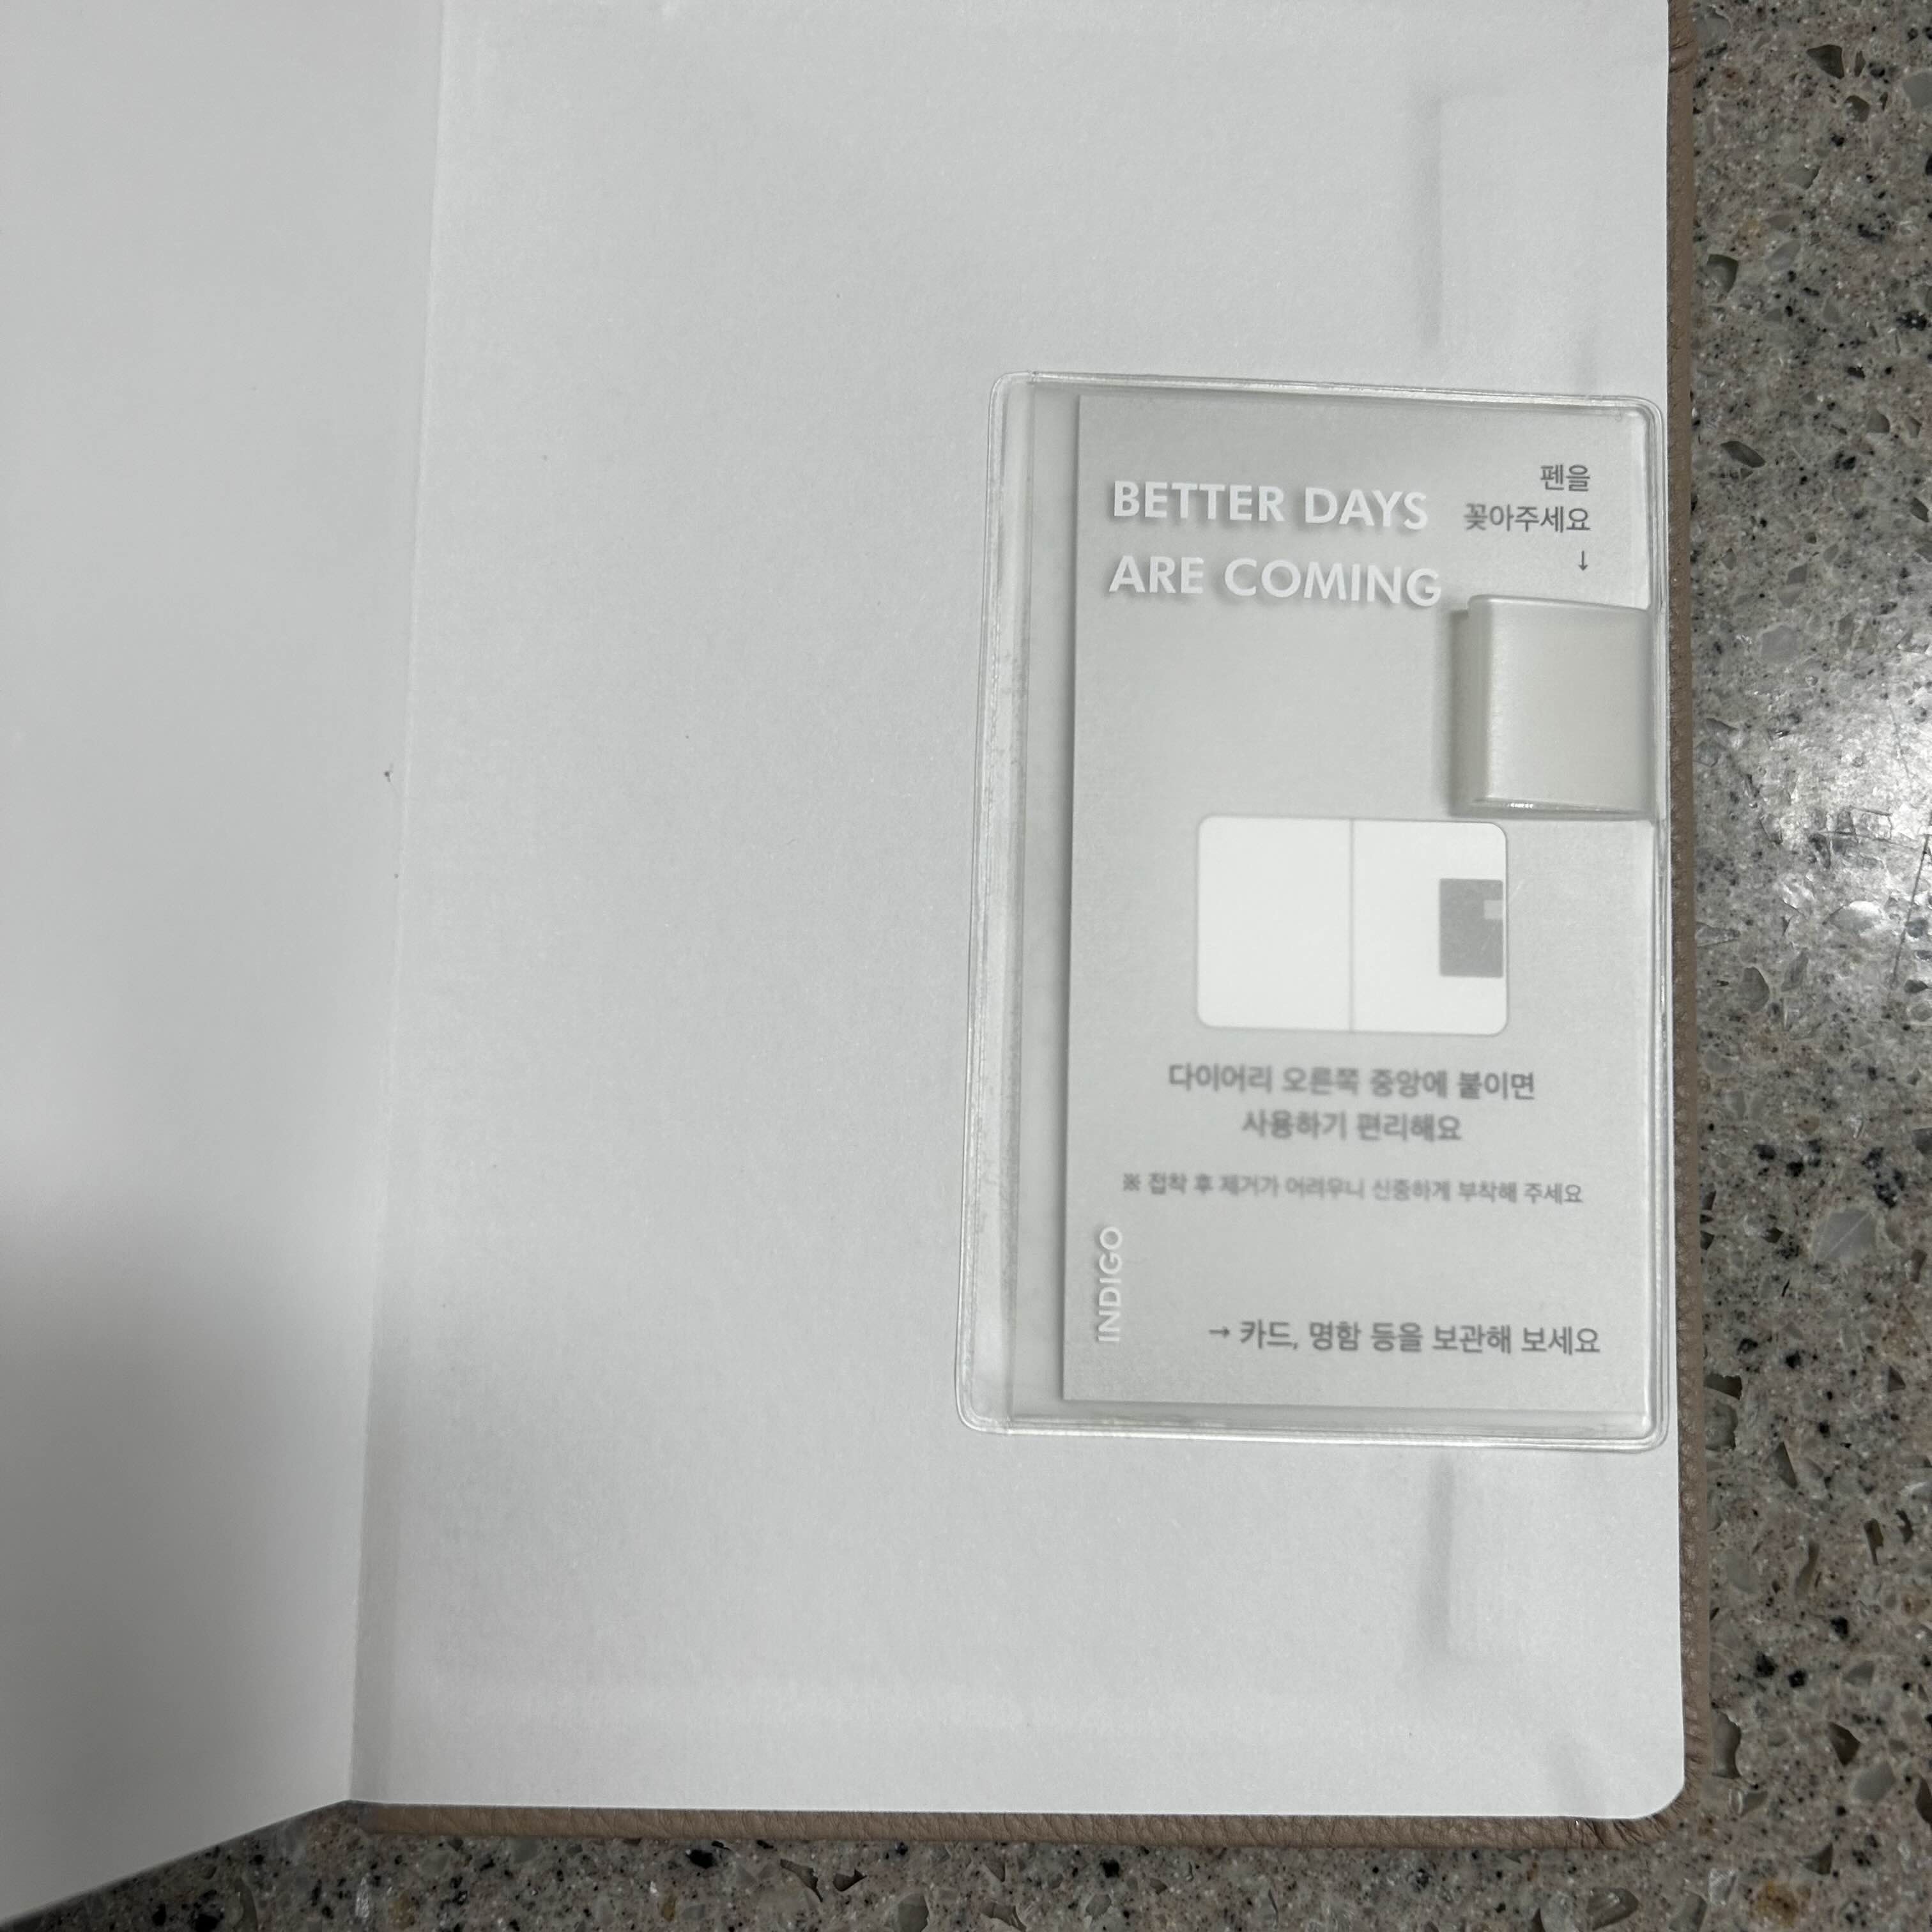 BETTER DAYS
ARE COMING
펜을
꽂아주세요
↓
다이어리 오른쪽 중앙에 붙이면
사용하기 편리해요
※ 접착 후 제거가 어려우니 신중하게 부착해 주세요
INDIGO
→ 카드, 명함 등을 보관해 보세요